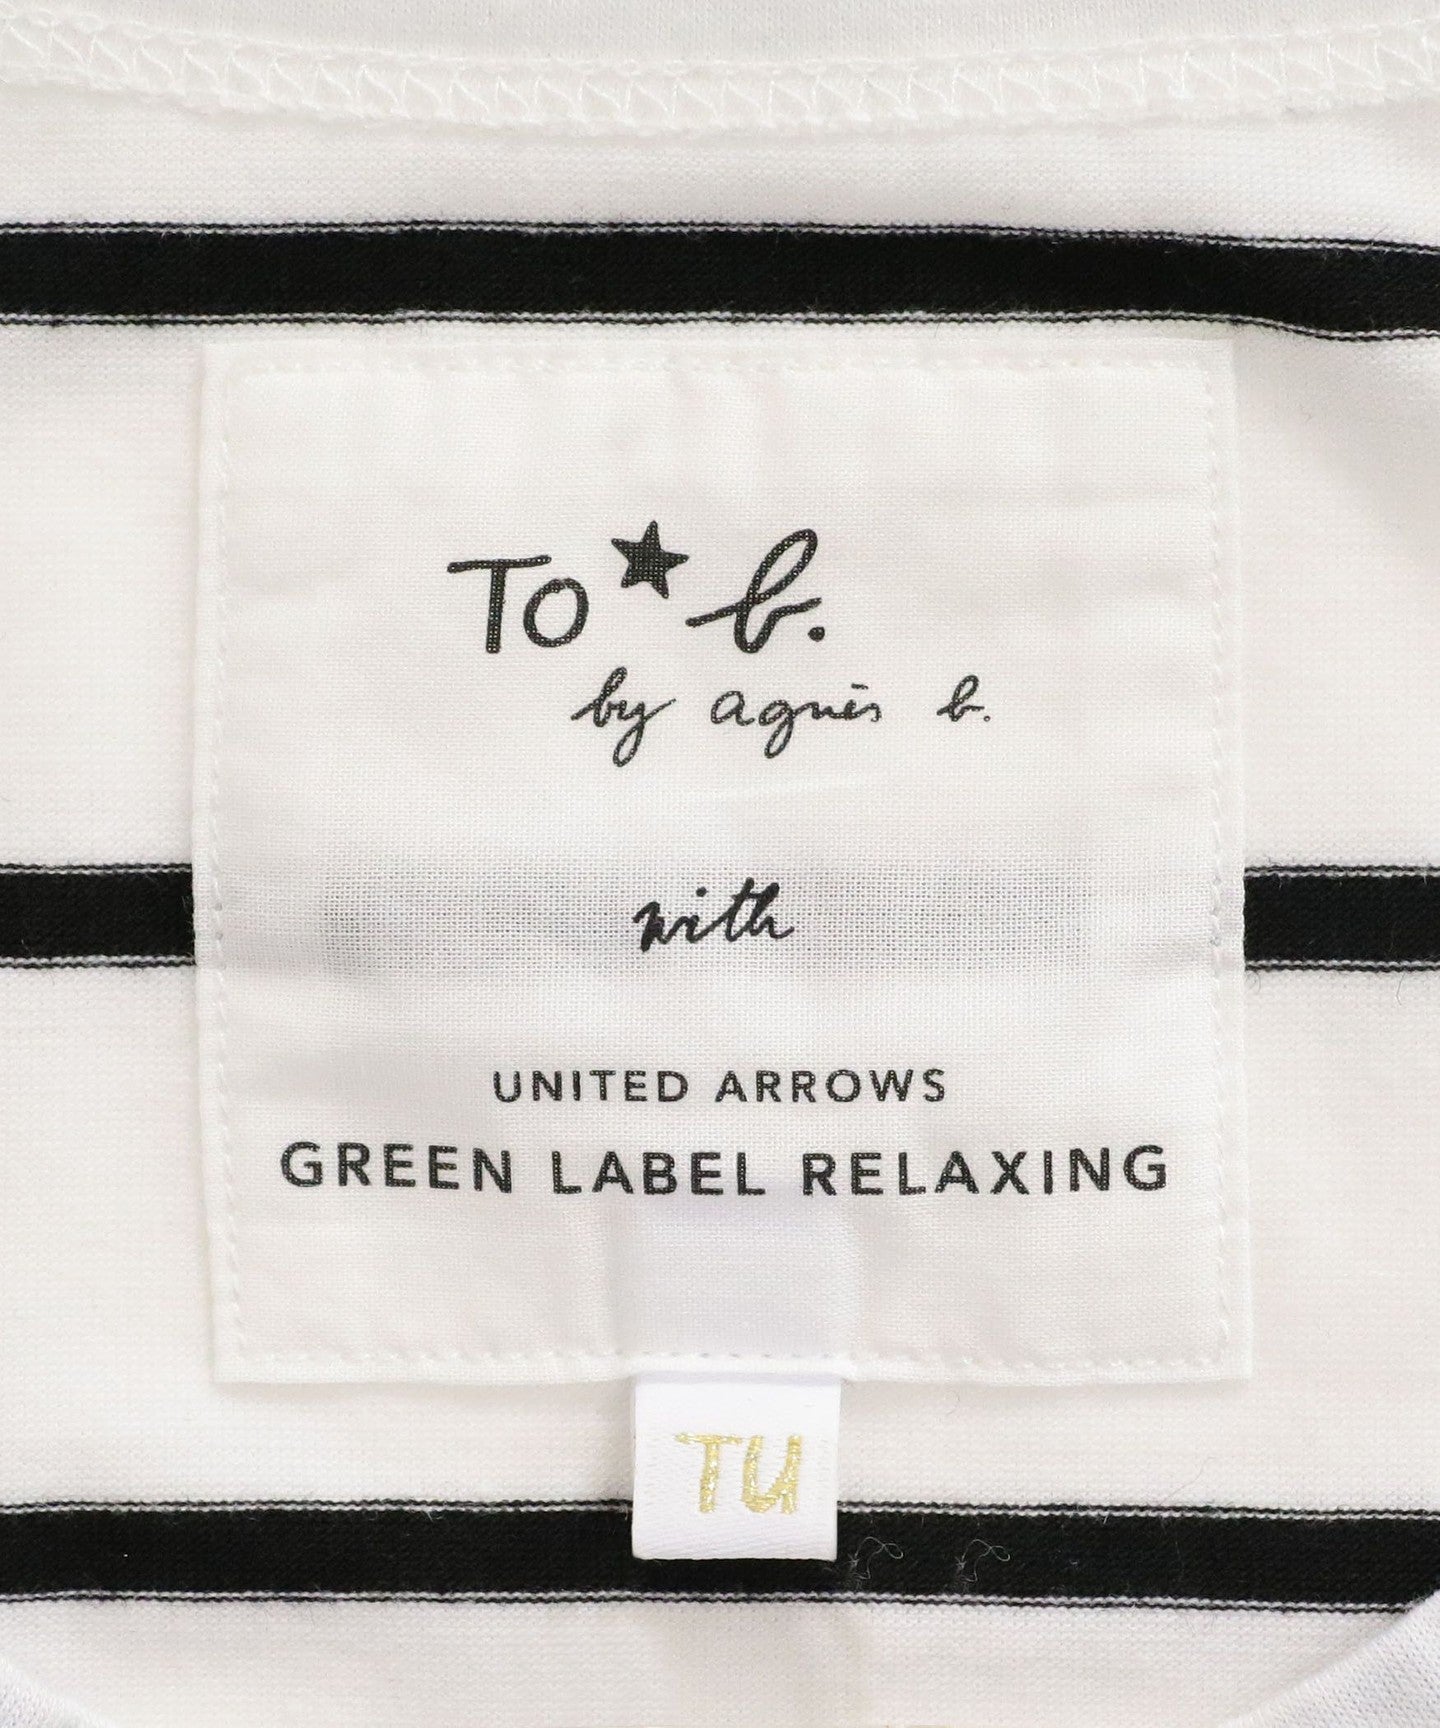 To★b.
by agnès b.
with
UNITED ARROWS
GREEN LABEL RELAXING
TU